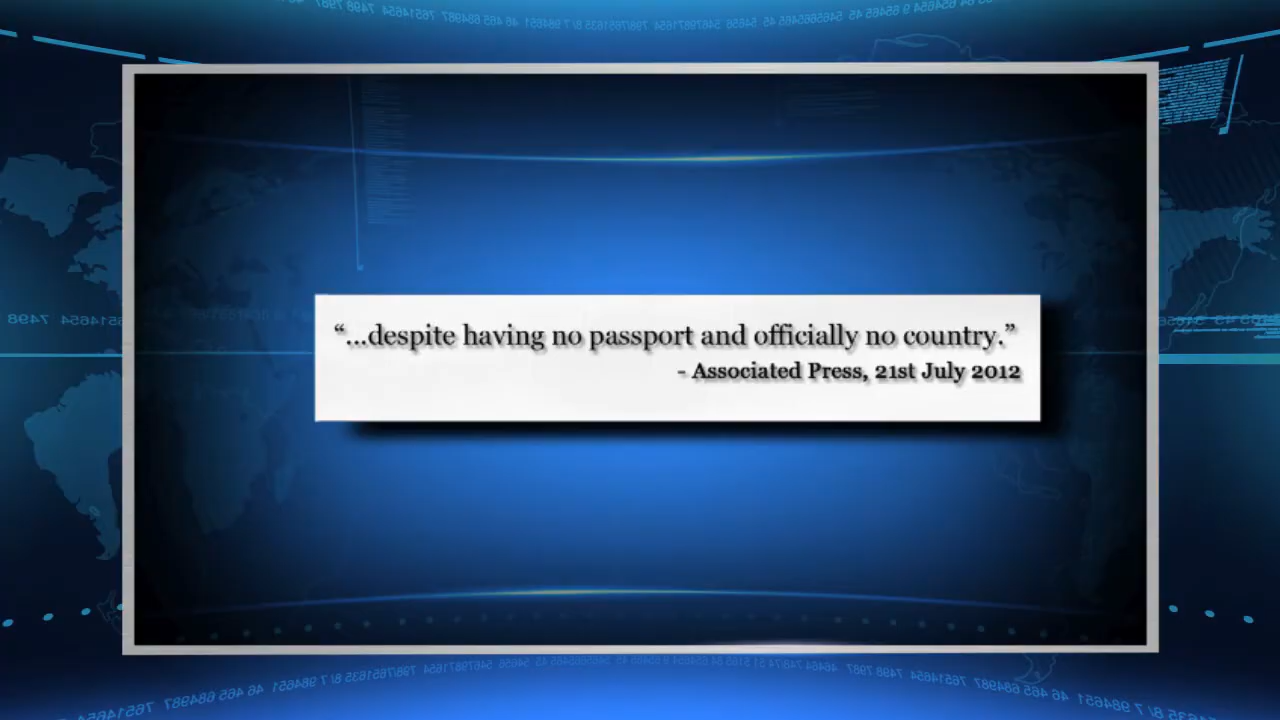 “...despite having no passport and officially no country.”
- Associated Press, 21st July 2012